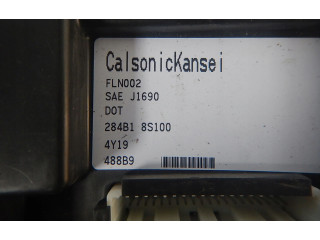 CalsonicKansei
FLN002
SAE J1690
DOT
284B1 8S100
4Y19
488B9